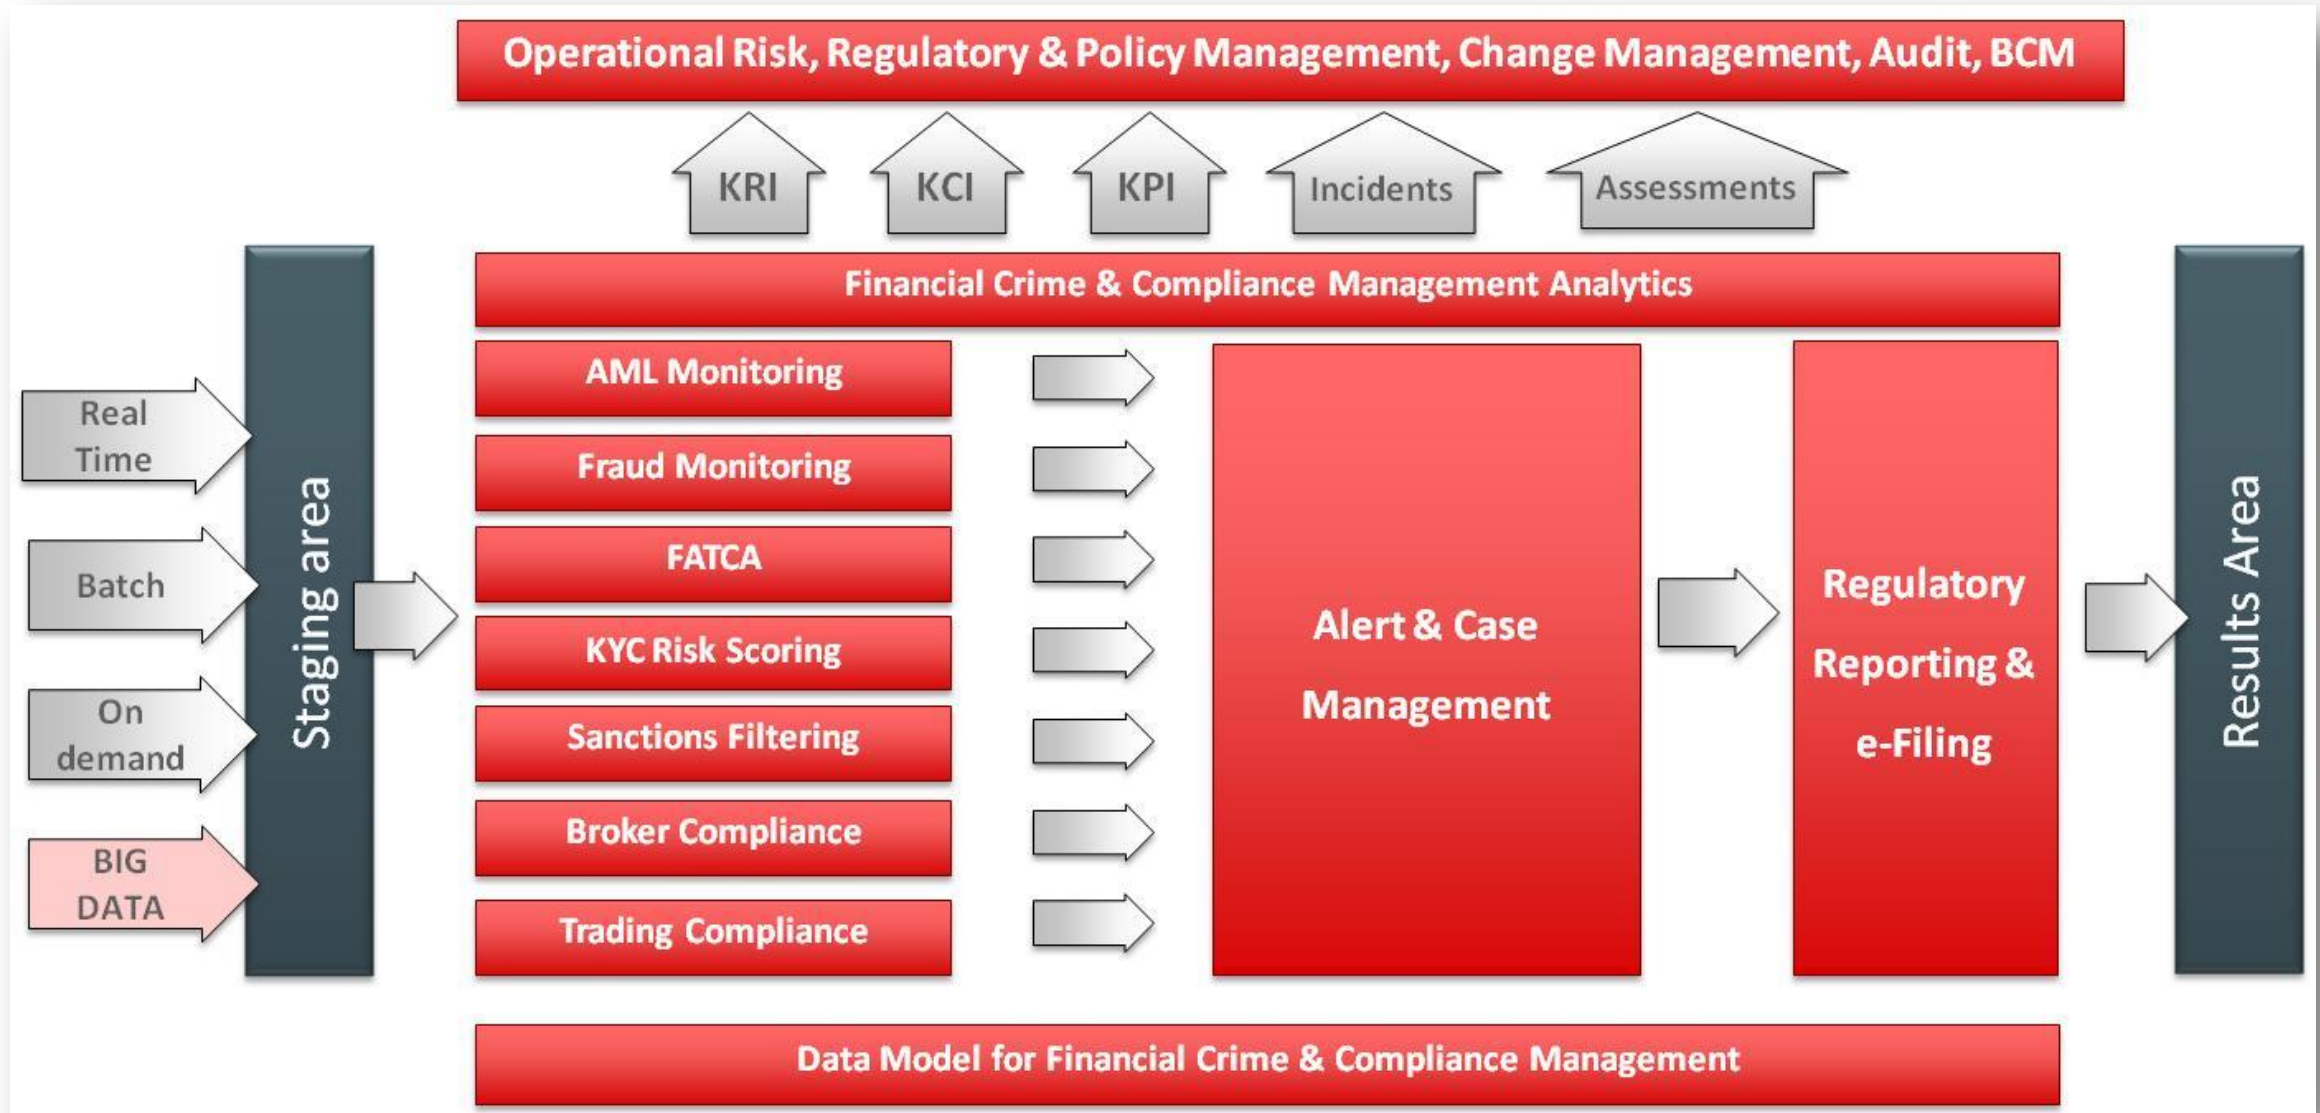 Operational Risk, Regulatory & Policy Management, Change Management, Audit, BCM
KRI
KCI
KPI
Incidents
Assessments
Financial Crime & Compliance Management Analytics
Real
Time
Batch
On
demand
BIG
DATA
Staging area
AML Monitoring
Fraud Monitoring
FATCA
KYC Risk Scoring
Sanctions Filtering
Broker Compliance
Trading Compliance
Alert & Case
Management
Regulatory
Reporting &
e-Filing
Results Area
Data Model for Financial Crime & Compliance Management